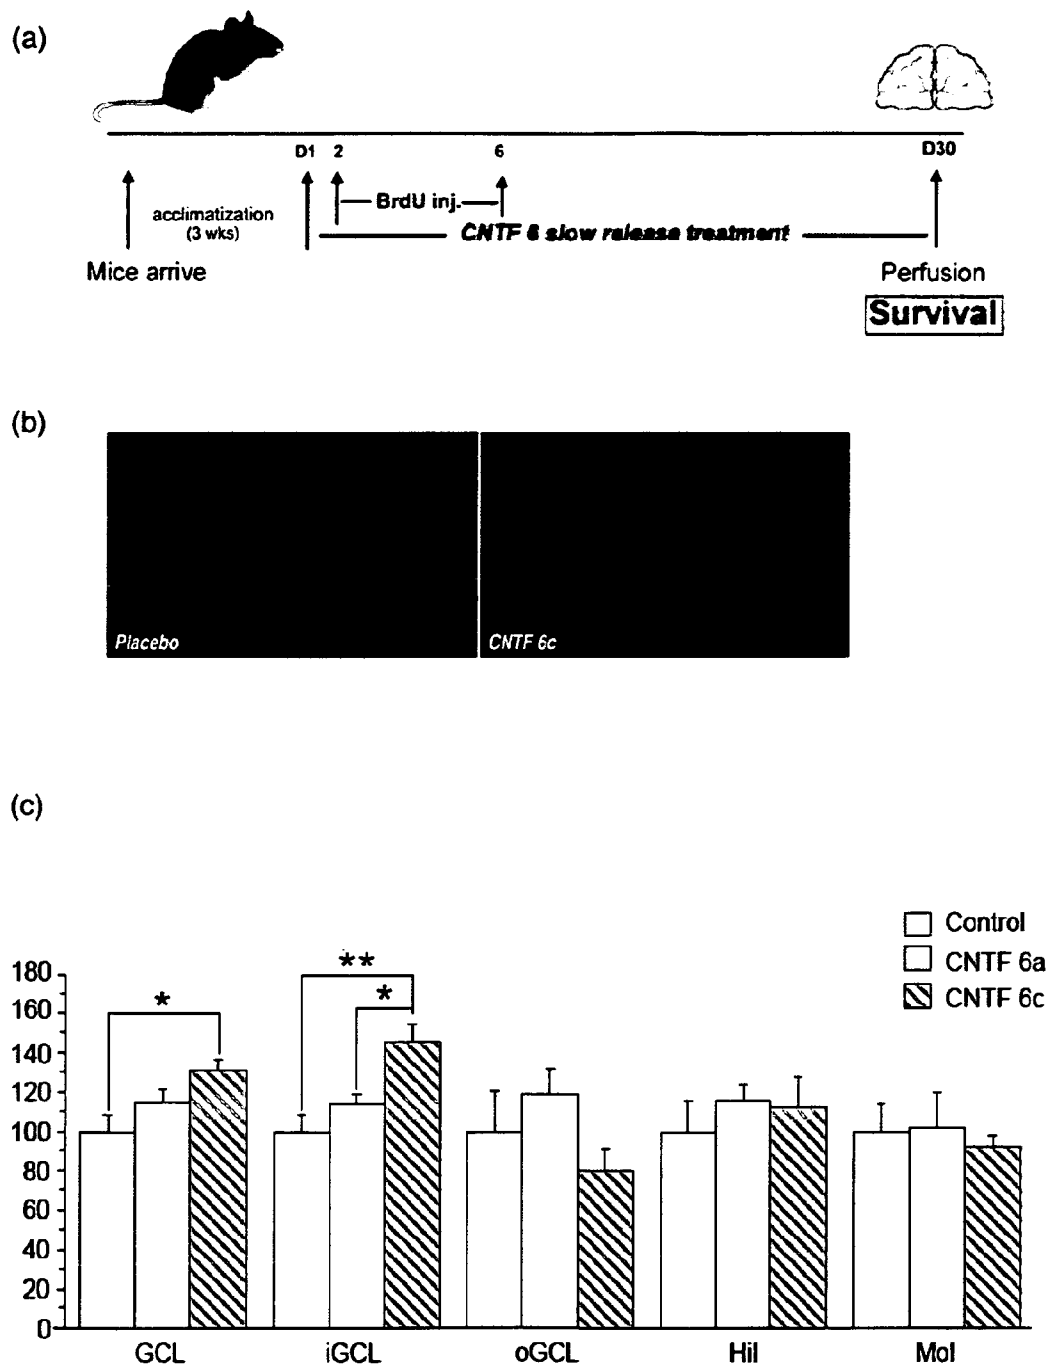 (a)
D1 2 6 D30
BrdU inj.
acclimatization
(3 wks)
CNTF 6 slow release treatment
Mice arrive
Perfusion
Survival
(b)
Placebo
CNTF 6c
(c)
Control
CNTF 6a
CNTF 6c
180
160
140
120
100
80
60
40
20
0
**
*
*
GCL iGCL oGCL Hil Mol